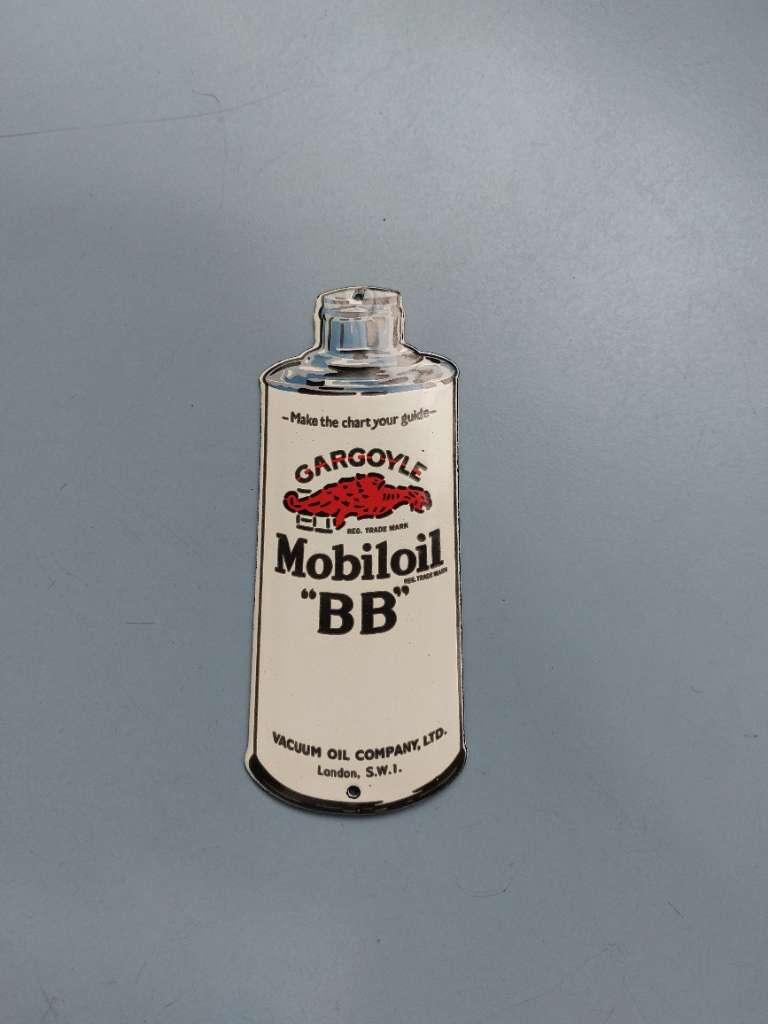 -Make the chart your guide-
GARGOYLE
REG. TRADE MARK
Mobiloil
REG. TRADE MARK
"BB"
VACUUM OIL COMPANY, LTD.
London, S.W.1.